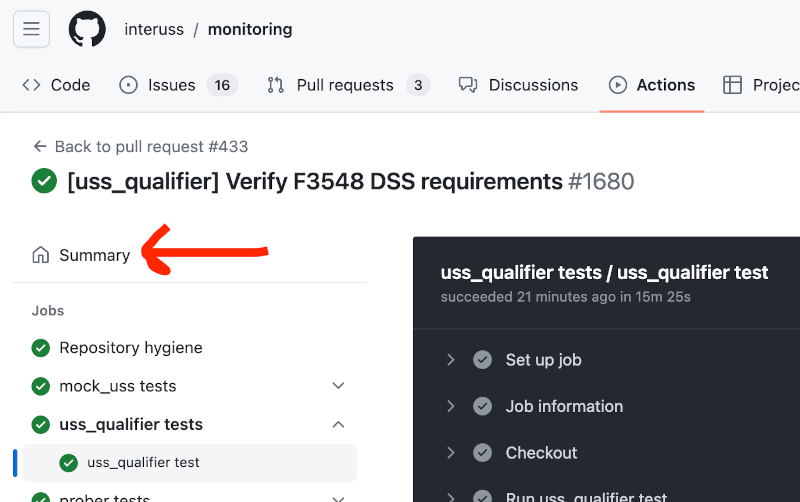 interuss / monitoring
Code Issues 16 Pull requests 3 Discussions Actions Projec
Back to pull request #433
[uss_qualifier] Verify F3548 DSS requirements #1680
Summary
Jobs
Repository hygiene
mock_uss tests
uss_qualifier tests
uss_qualifier test
prober tests
uss_qualifier tests / uss_qualifier test
succeeded 21 minutes ago in 15m 25s
Set up job
Job information
Checkout
Run uss_qualifier test